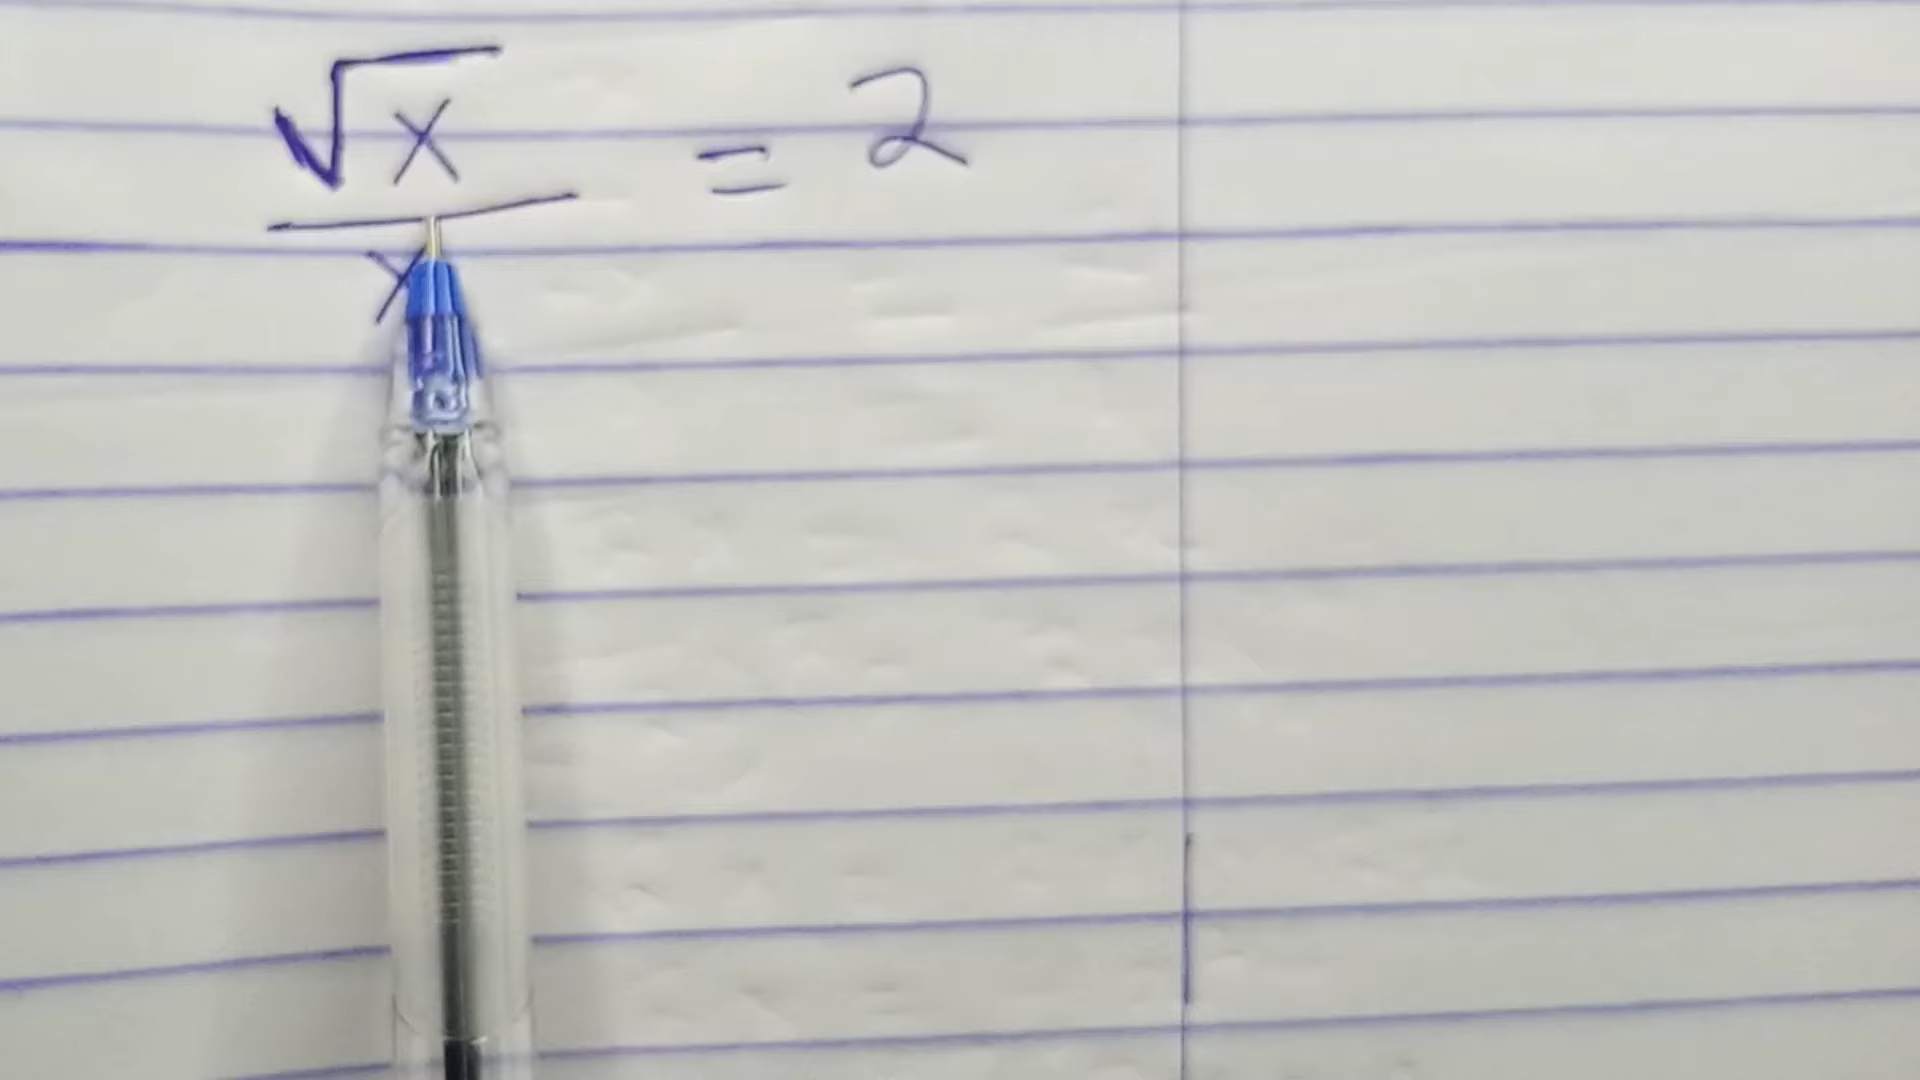 √x / x = 2